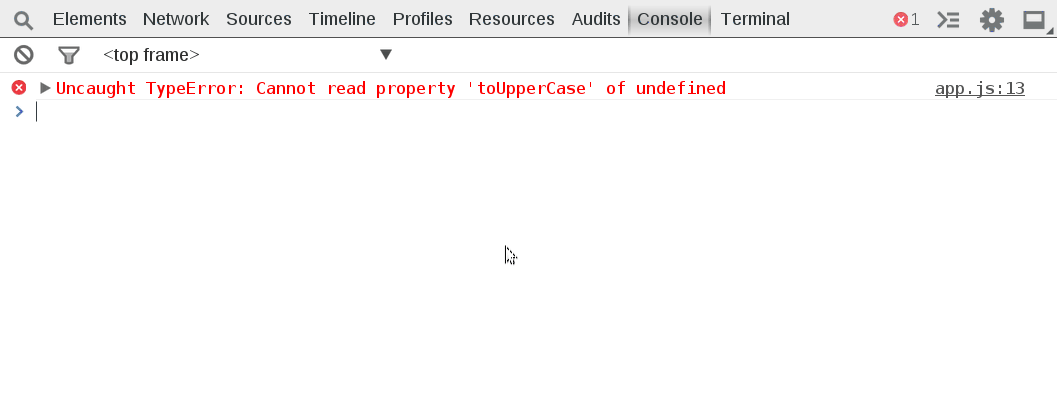 Elements Network Sources Timeline Profiles Resources Audits Console Terminal 1
<top frame>
Uncaught TypeError: Cannot read property 'toUpperCase' of undefined app.js:13